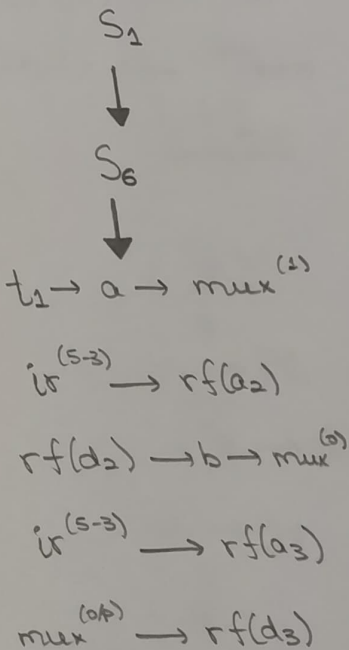 S₁
↓
S₆
↓
t₁ → a → mux⁽¹⁾
ir⁽⁵⁻³⁾ → rf(a₂)
rf(d₂) → b → mux⁽⁰⁾
ir⁽⁵⁻³⁾ → rf(a₃)
mux⁽ᵒ/ᵖ⁾ → rf(d₃)